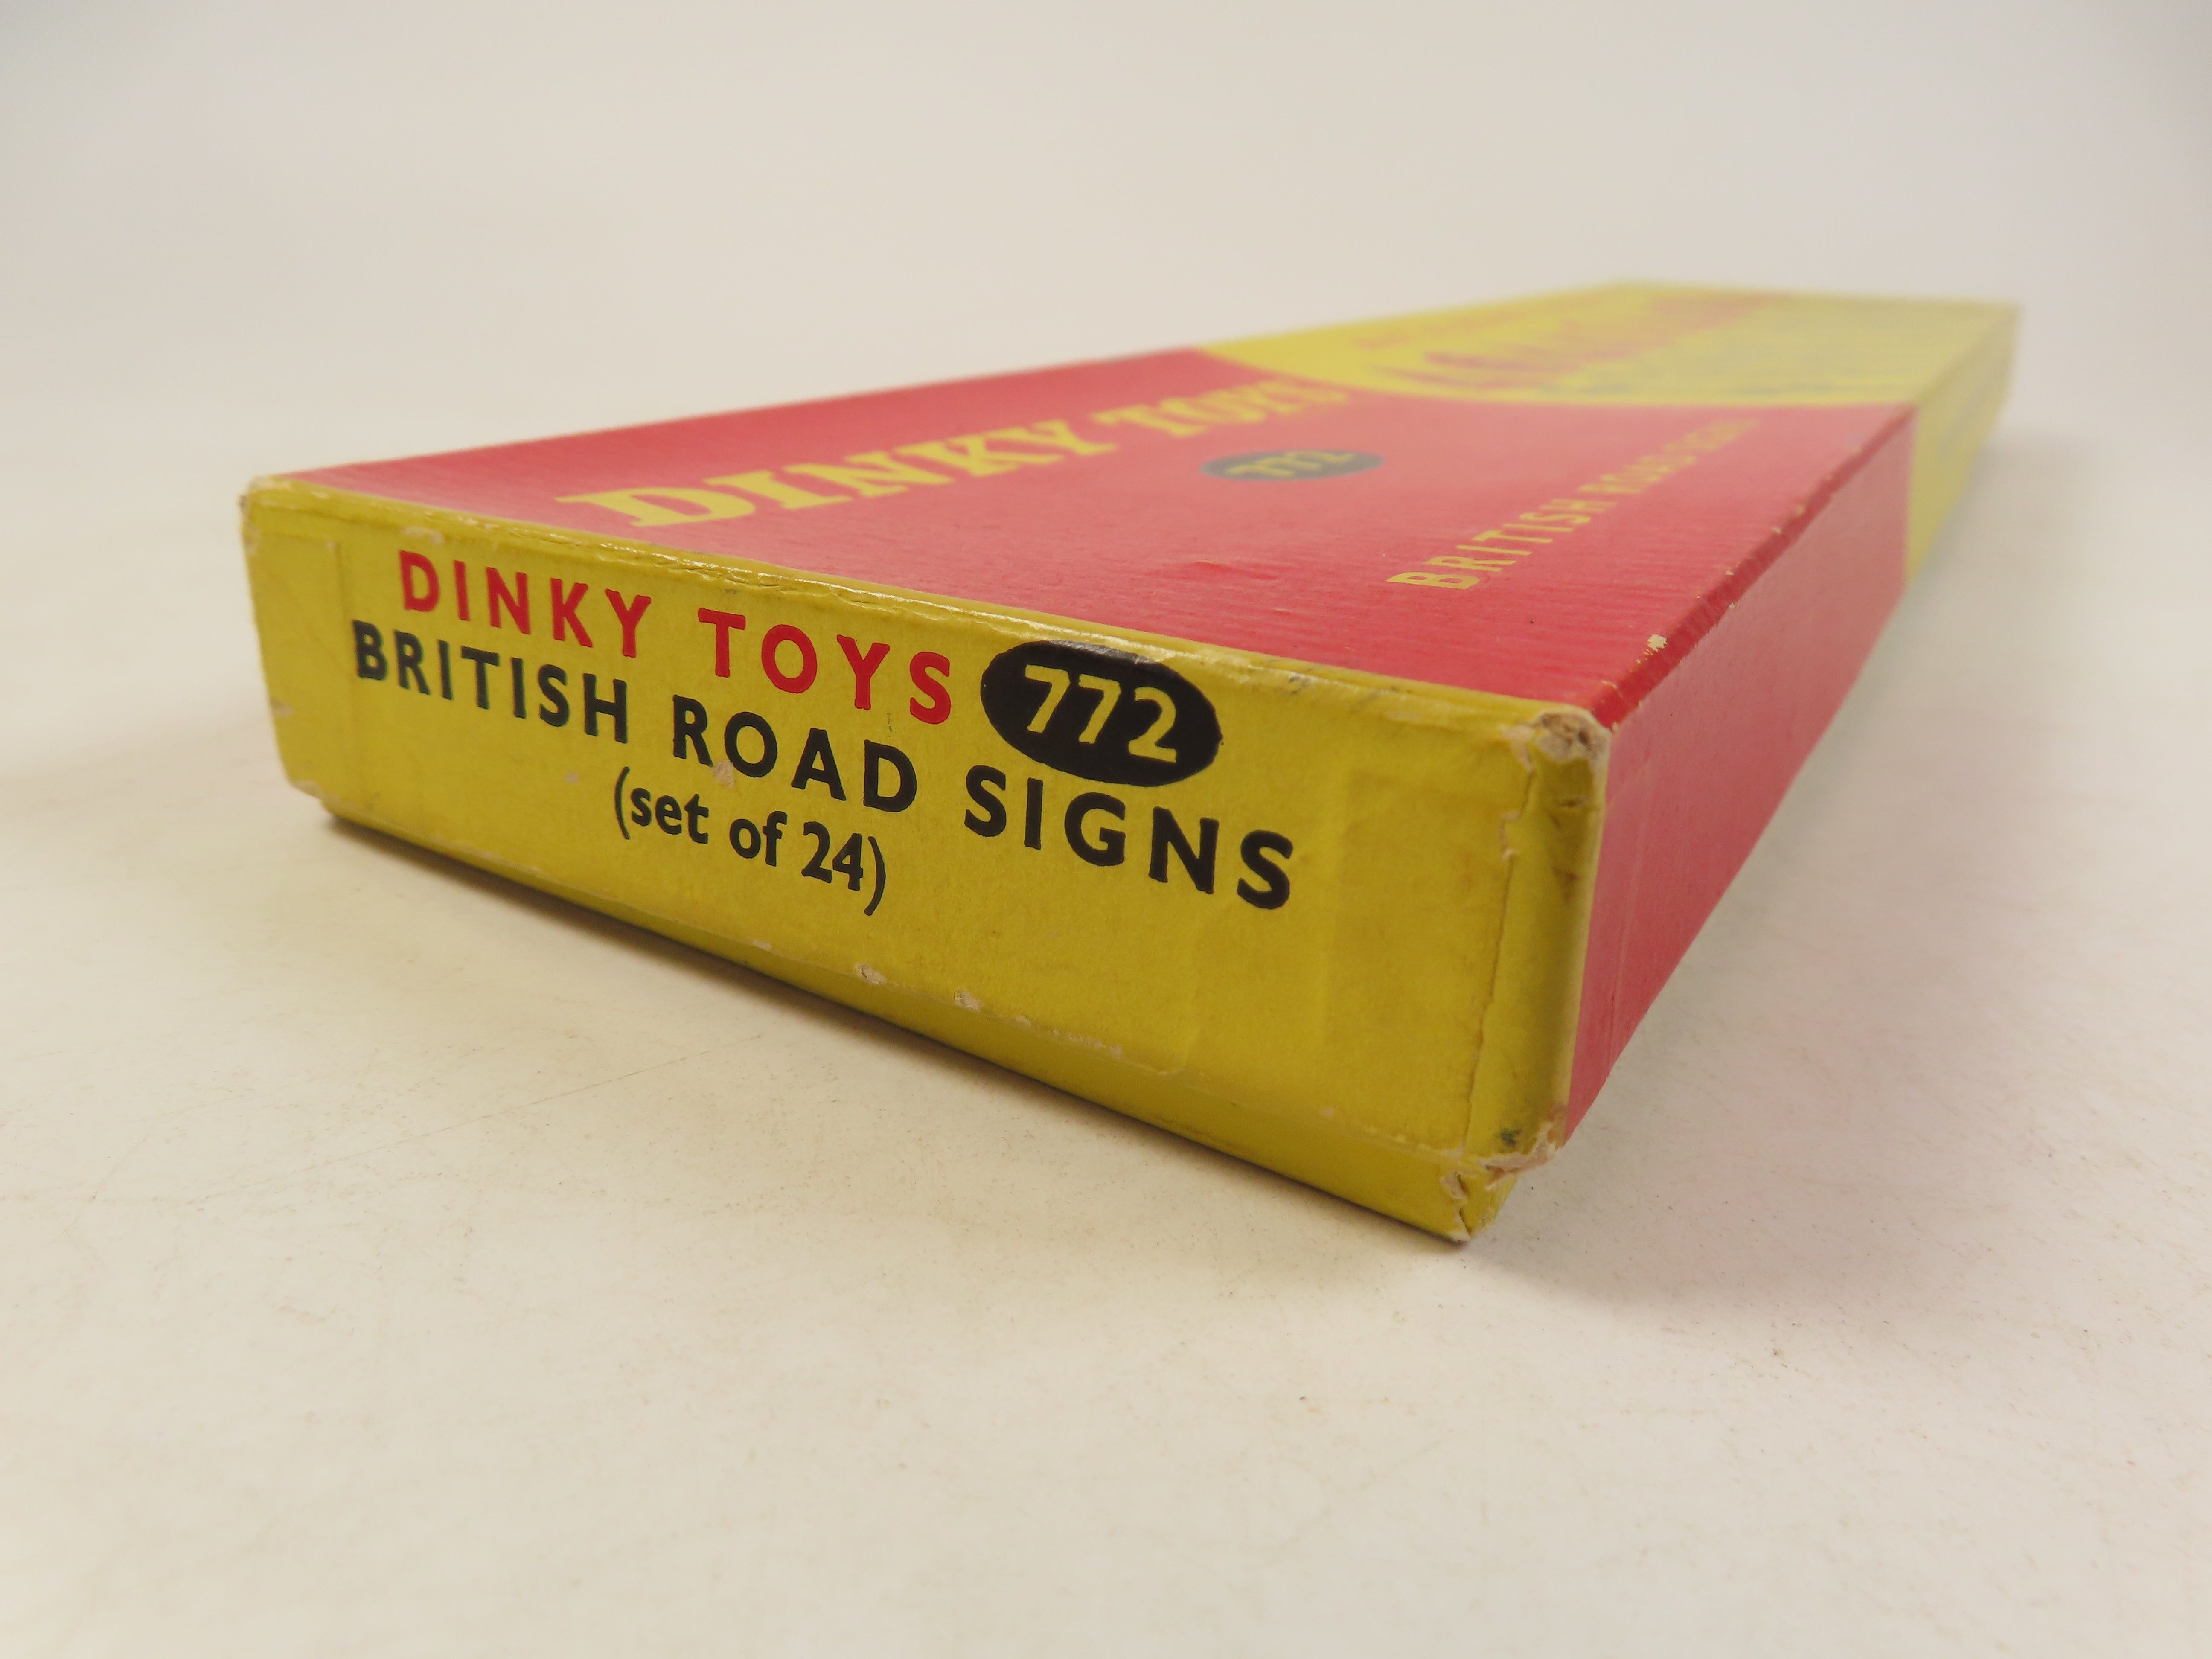 DINKY TOYS
772
BRITISH ROAD SIGNS
DINKY TOYS 772
BRITISH ROAD SIGNS
(set of 24)